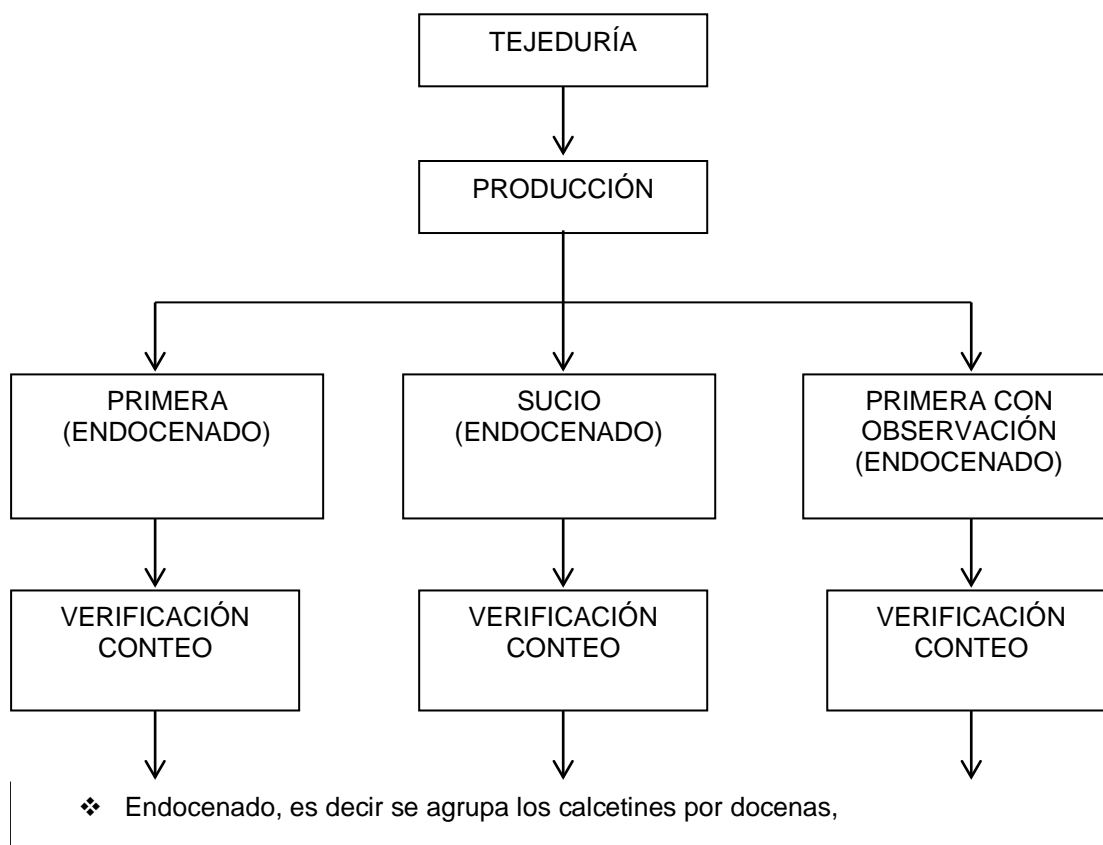 TEJEDURÍA
PRODUCCIÓN
PRIMERA
(ENDOCENADO)
SUCIO
(ENDOCENADO)
PRIMERA CON
OBSERVACIÓN
(ENDOCENADO)
VERIFICACIÓN
CONTEO
VERIFICACIÓN
CONTEO
VERIFICACIÓN
CONTEO
❖ Endocenado, es decir se agrupa los calcetines por docenas,